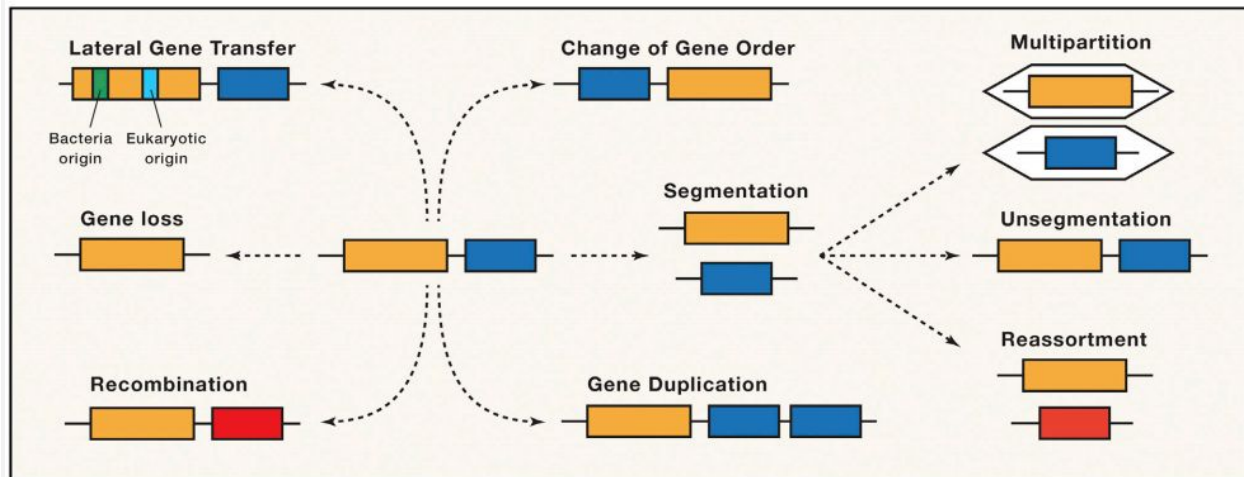 Lateral Gene Transfer
Change of Gene Order
Multipartition
Bacteria
origin
Eukaryotic
origin
Segmentation
Gene loss
Unsegmentation
Reassortment
Recombination
Gene Duplication